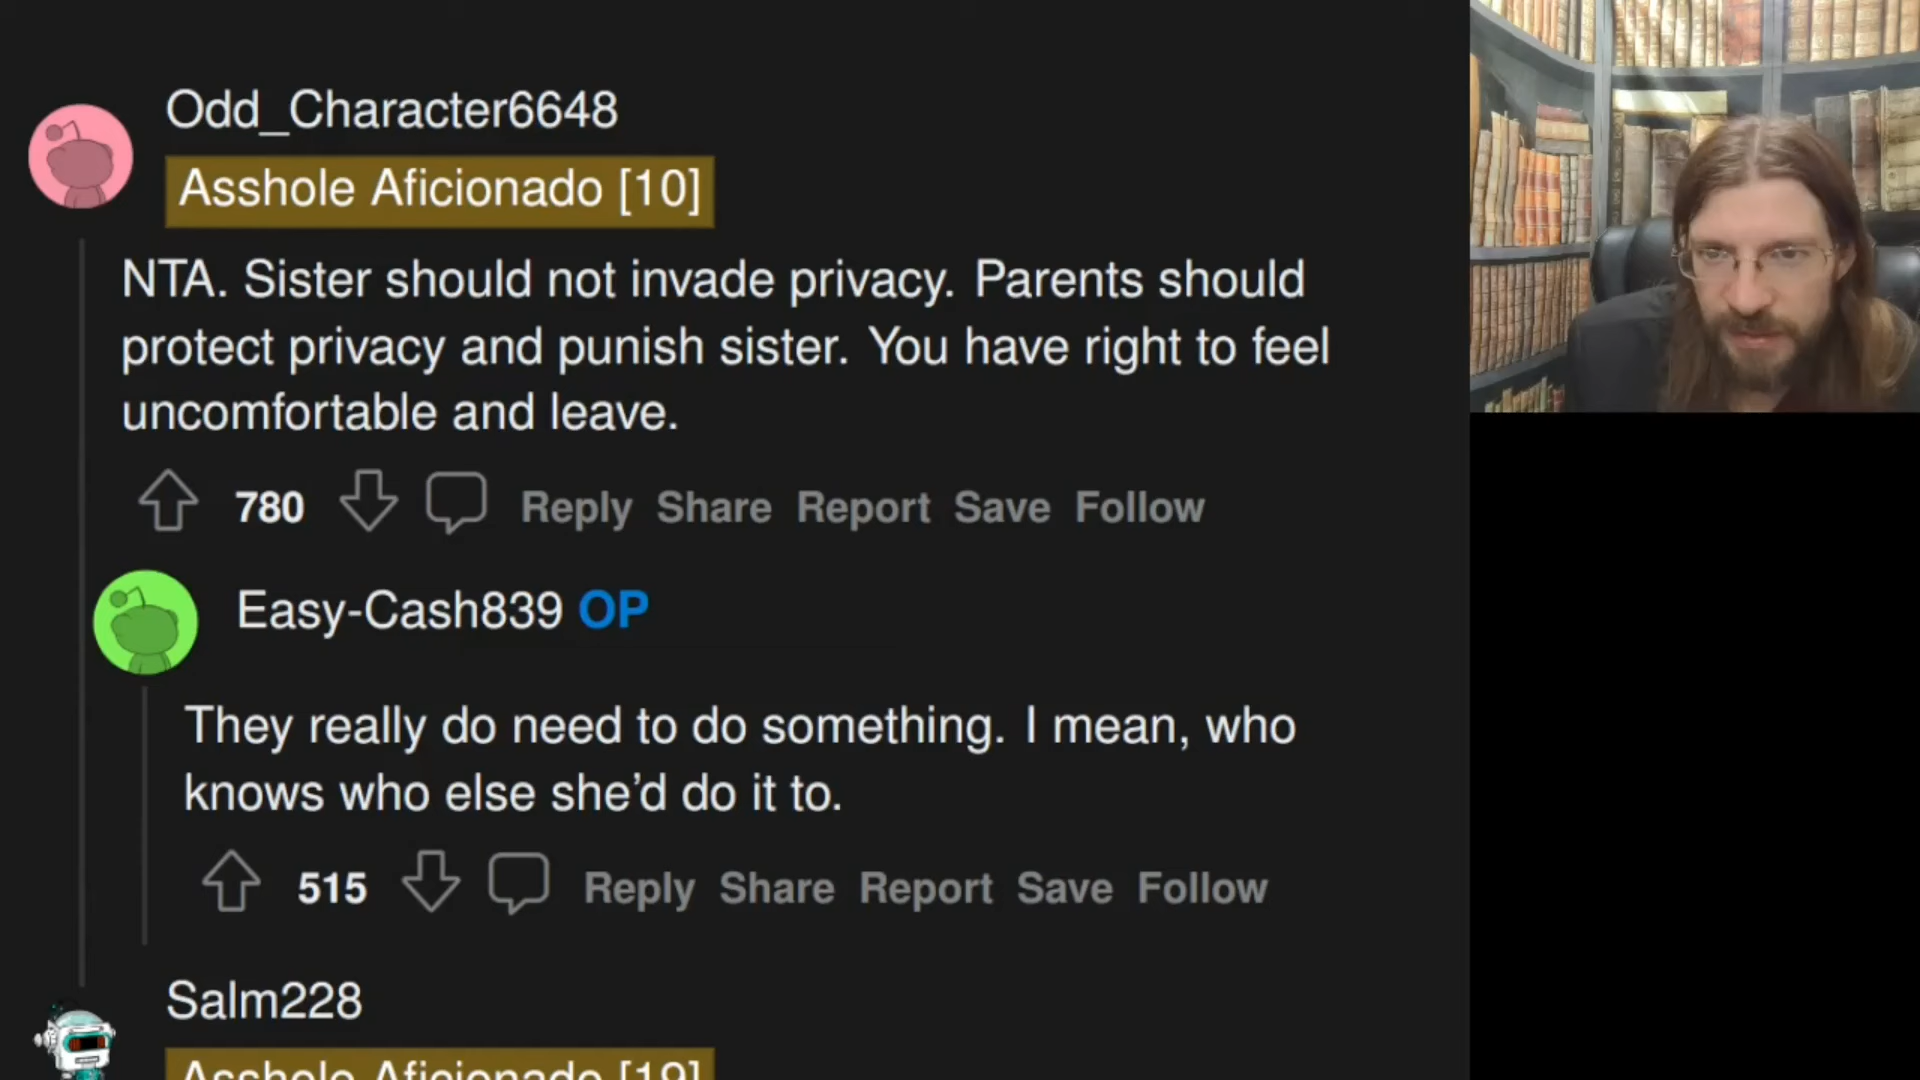 Odd_Character6648
Asshole Aficionado [10]
NTA. Sister should not invade privacy. Parents should
protect privacy and punish sister. You have right to feel
uncomfortable and leave.
780 Reply Share Report Save Follow
Easy-Cash839 OP
They really do need to do something. I mean, who
knows who else she’d do it to.
515 Reply Share Report Save Follow
Salm228
Asshole Aficionado [19]